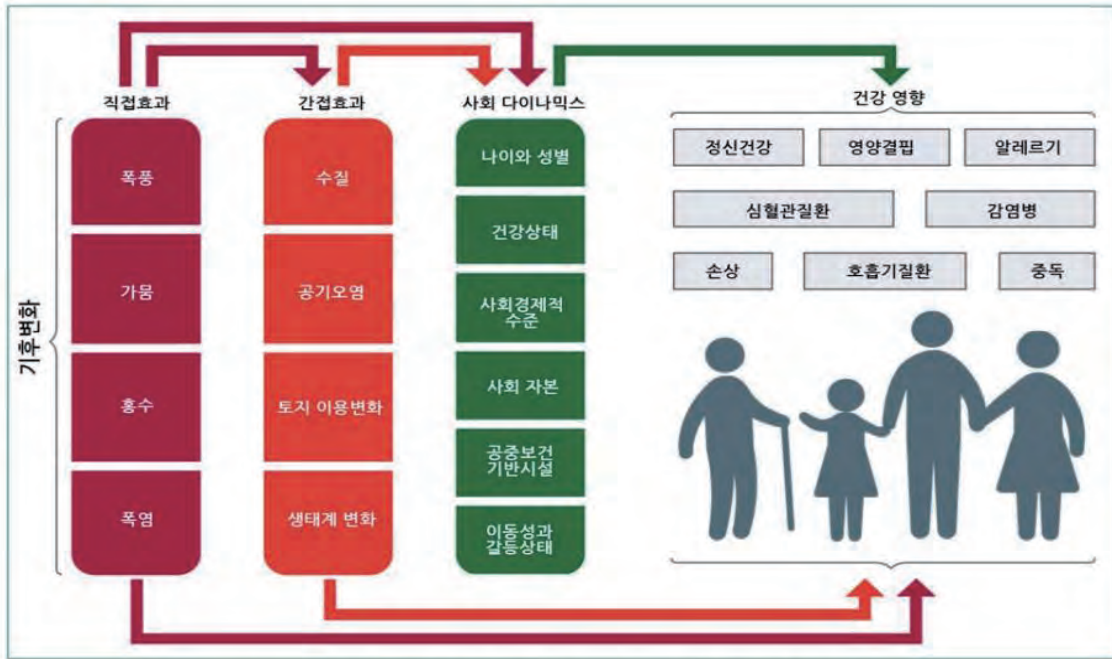 직접효과
간접효과
사회 다이나믹스
건강 영향
기후변화
폭풍
가뭄
홍수
폭염
수질
공기오염
토지 이용변화
생태계 변화
나이와 성별
건강상태
사회경제적
수준
사회 자본
공중보건
기반시설
이동성과
갈등상태
정신건강
영양결핍
알레르기
심혈관질환
감염병
손상
호흡기질환
중독